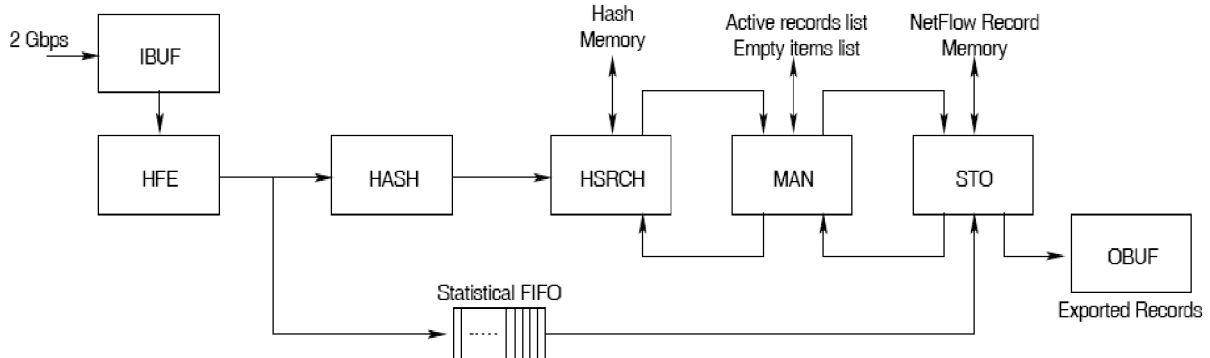 Hash
Memory
Active records list
Empty items list
NetFlow Record
Memory
2 Gbps
IBUF
HFE
HASH
HSRCH
MAN
STO
OBUF
Statistical FIFO
.....
Exported Records